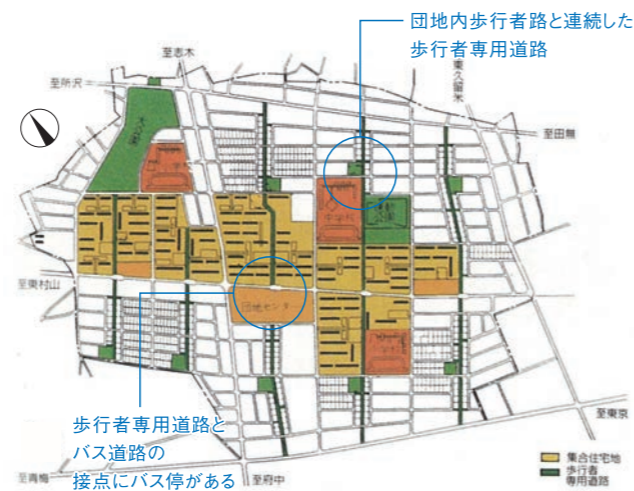 団地内歩行者路と連続した
歩行者専用道路
至志木
至所沢
東久留米
至田無
中学校
至東村山
団地センター
歩行者専用道路と
バス道路の
接点にバス停がある
至東京
至青梅
至府中
集合住宅地
歩行者
専用道路